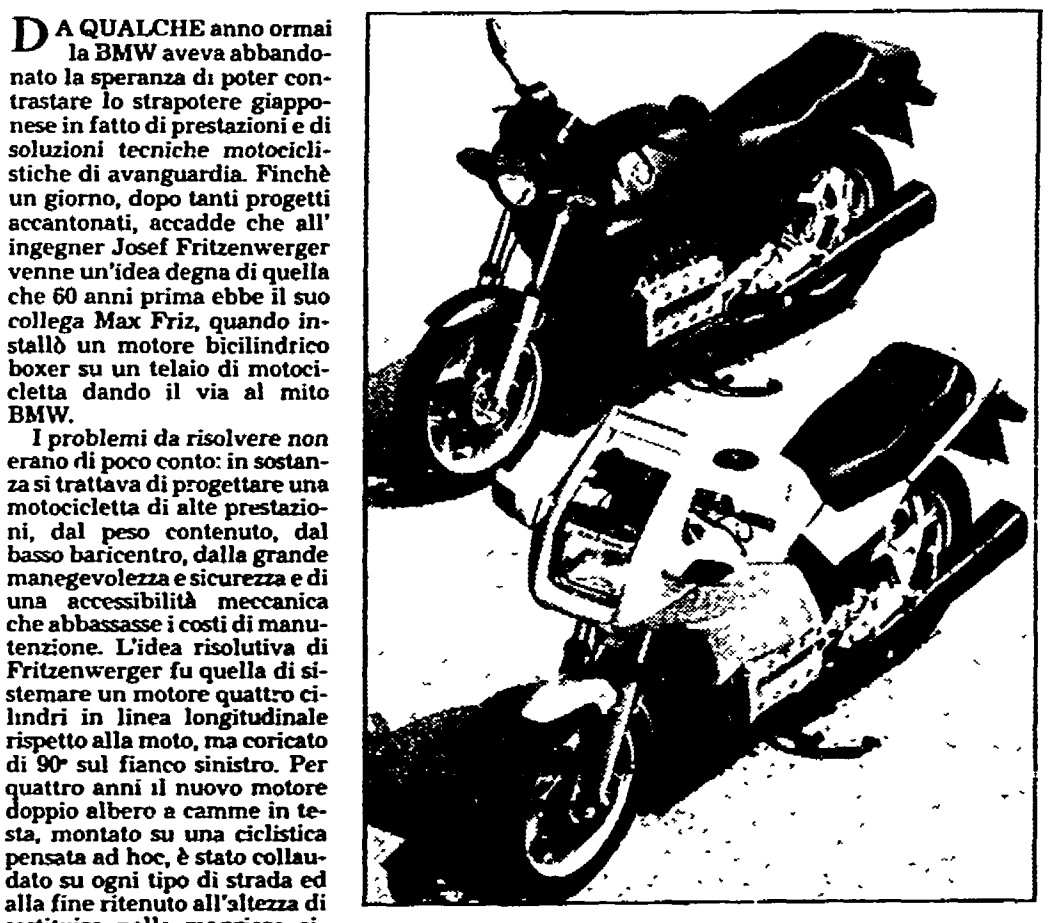 DA QUALCHE anno ormai
la BMW aveva abbando-
nato la speranza di poter con-
trastare lo strapotere giappo-
nese in fatto di prestazioni e di
soluzioni tecniche motocicli-
stiche di avanguardia. Finchè
un giorno, dopo tanti progetti
accantonati, accadde che all'
ingegner Josef Fritzenwerger
venne un'idea degna di quella
che 60 anni prima ebbe il suo
collega Max Friz, quando in-
stallò un motore bicilindrico
boxer su un telaio di motoci-
cletta dando il via al mito
BMW.
I problemi da risolvere non
erano di poco conto: in sostan-
za si trattava di progettare una
motocicletta di alte prestazio-
ni, dal peso contenuto, dal
basso baricentro, dalla grande
manegevolezza e sicurezza e di
una accessibilità meccanica
che abbassasse i costi di manu-
tenzione. L'idea risolutiva di
Fritzenwerger fu quella di si-
stemare un motore quattro ci-
lindri in linea longitudinale
rispetto alla moto, ma coricato
di 90° sul fianco sinistro. Per
quattro anni il nuovo motore
doppio albero a camme in te-
sta, montato su una ciclistica
pensata ad hoc, è stato collau-
dato su ogni tipo di strada ed
alla fine ritenuto all'altezza di